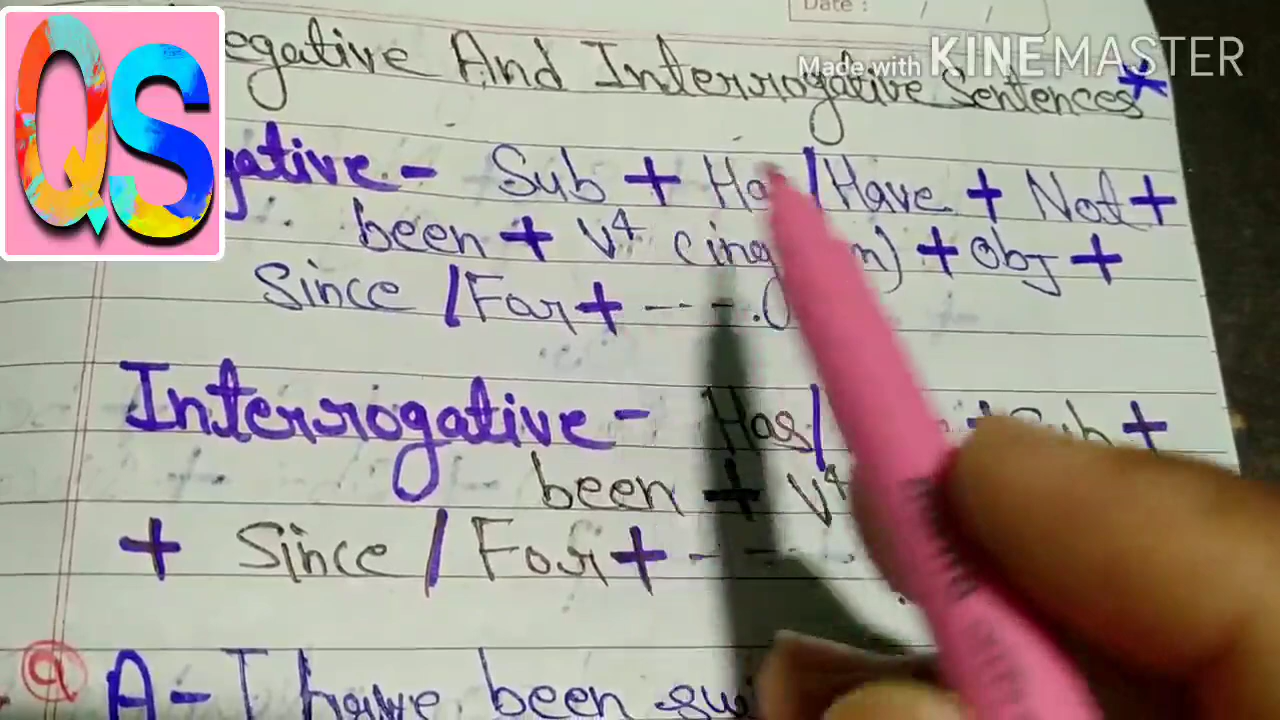 Date : / /
QS
Made with KINEMASTER
egative And Interrogative Sentences*
gative - Sub + Has/Have + Not +
been + V4 (ing m) + Obj +
Since / For + --- .
Interrogative - Has/ + Sub +
been + V4
+ Since / For + ---
a A - I have been